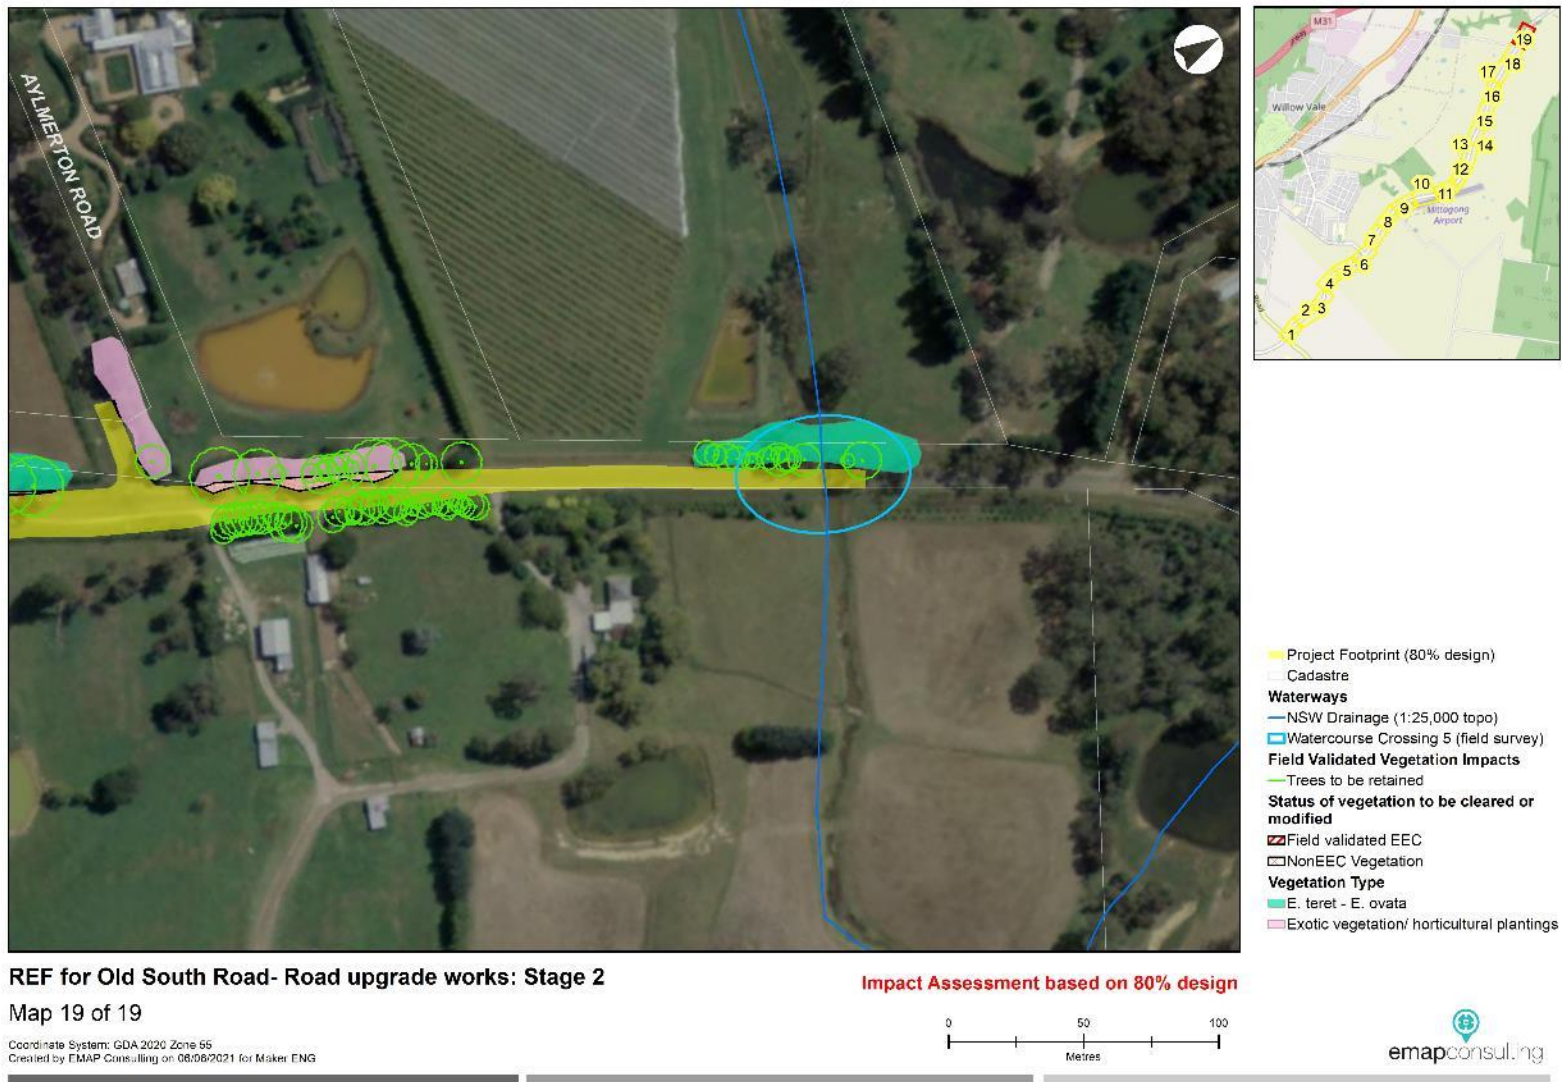 AYLMERTON ROAD
M31
Willow Vale
19
18
17
16
15
14
13
12
11
10
9
8
7
6
5
4
3
2
1
Mittagong
Airport
Road
Project Footprint (80% design)
Cadastre
Waterways
NSW Drainage (1:25,000 topo)
Watercourse Crossing 5 (field survey)
Field Validated Vegetation Impacts
Trees to be retained
Status of vegetation to be cleared or
modified
Field validated EEC
NonEEC Vegetation
Vegetation Type
E. teret - E. ovata
Exotic vegetation/ horticultural plantings
REF for Old South Road- Road upgrade works: Stage 2
Map 19 of 19
Coordinate System: GDA 2020 Zone 55
Created by EMAP Consulting on 06/06/2021 for Maker ENG
Impact Assessment based on 80% design
0 50 100
Metres
emapconsulting